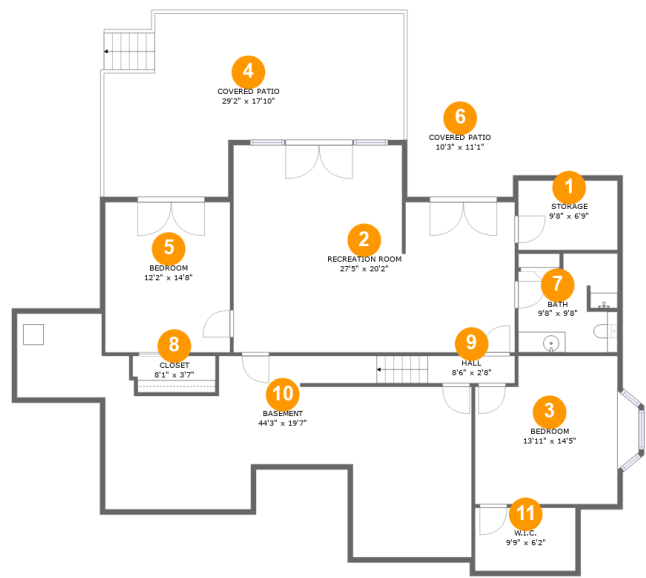 4
COVERED PATIO
29'2" x 17'10"
6
COVERED PATIO
10'3" x 11'1"
1
STORAGE
9'8" x 6'9"
2
RECREATION ROOM
27'5" x 20'2"
5
BEDROOM
12'2" x 14'8"
7
BATH
9'8" x 9'8"
8
CLOSET
8'1" x 3'7"
9
HALL
8'6" x 2'8"
10
BASEMENT
44'3" x 19'7"
3
BEDROOM
13'11" x 14'5"
11
W.I.C.
9'9" x 6'2"